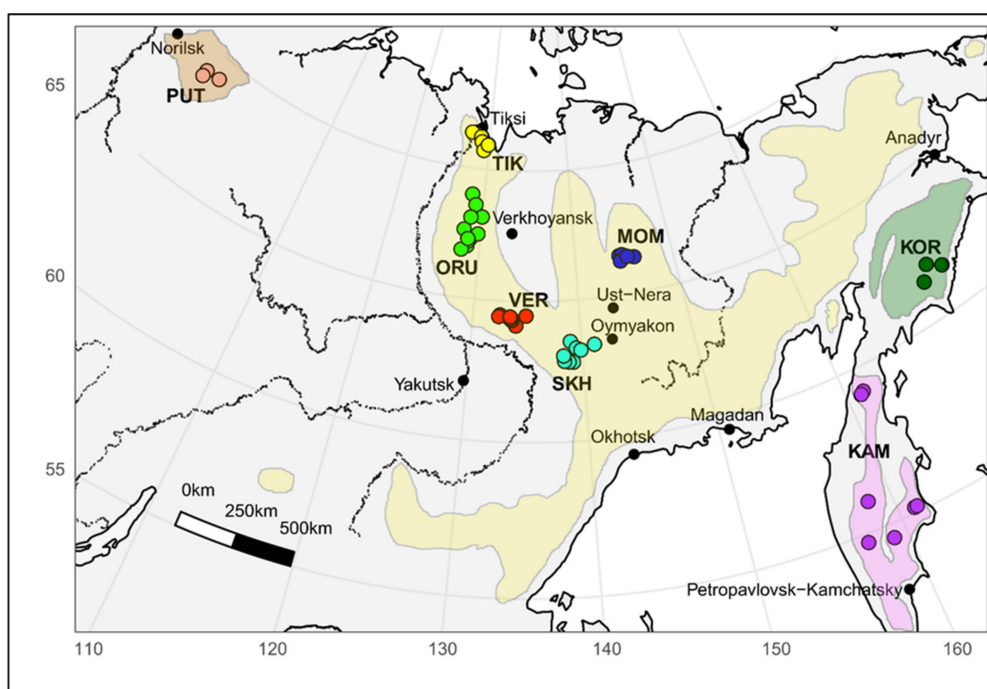 Norilsk
65
PUT
Tiksi
TIK
Anadyr
Verkhoyansk
MOM
KOR
ORU
60
VER
Ust−Nera
Oymyakon
SKH
Yakutsk
Magadan
Okhotsk
KAM
55
0km
250km
500km
Petropavlovsk−Kamchatsky
110
120
130
140
150
160